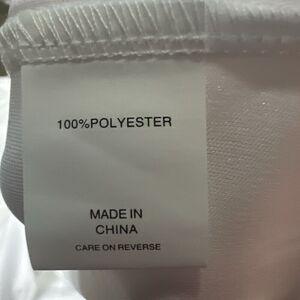 100%POLYESTER
MADE IN
CHINA
CARE ON REVERSE